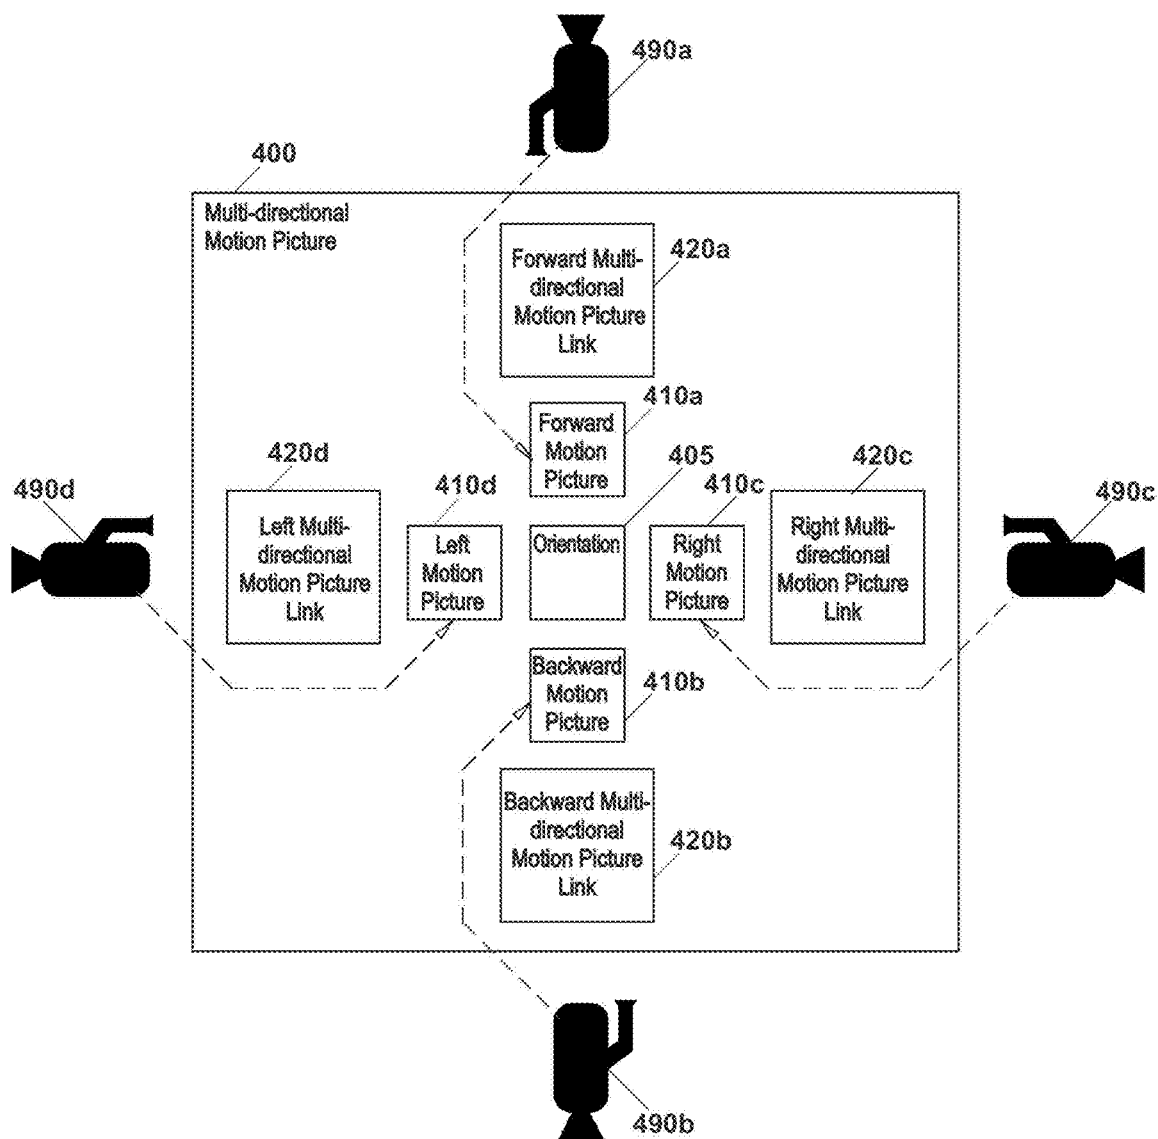 490a
400
Multi-directional
Motion Picture
Forward Multi-
directional
Motion Picture
Link
420a
410a
Forward
Motion
Picture
420d
490d
Left Multi-
directional
Motion Picture
Link
410d
Left
Motion
Picture
405
Orientation
410c
Right
Motion
Picture
420c
Right Multi-
directional
Motion Picture
Link
490c
Backward
Motion
Picture
410b
Backward Multi-
directional
Motion Picture
Link
420b
490b